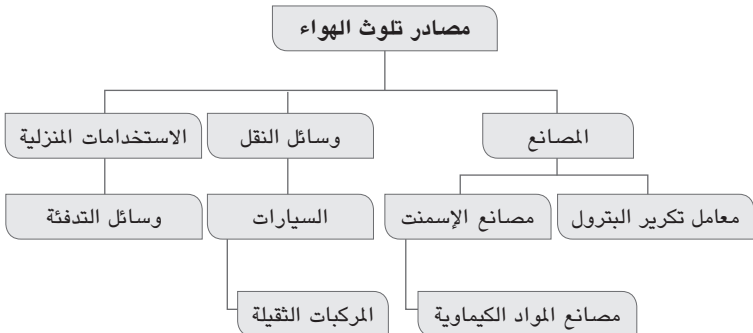 مصادر تلوث الهواء
المصانع
وسائل النقل
الاستخدامات المنزلية
معامل تكرير البترول
مصانع الإسمنت
السيارات
وسائل التدفئة
مصانع المواد الكيماوية
المركبات الثقيلة